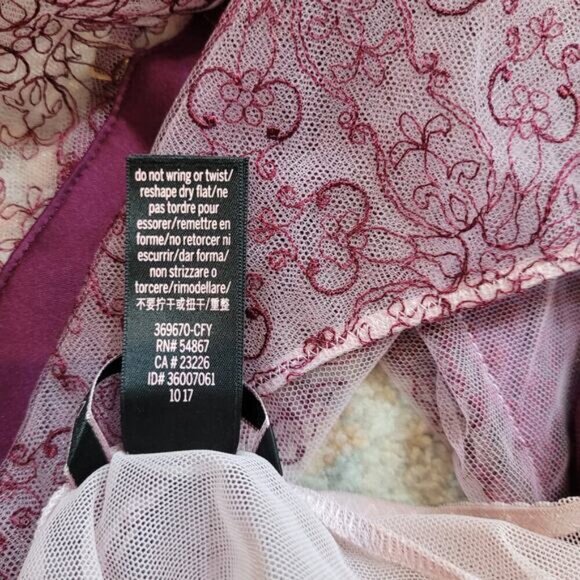 do not wring or twist/
reshape dry flat/ne
pas tordre pour
essorer/remettre en
forme/no retorcer ni
escurrir/dar forma/
non strizzare o
torcere/rimodellare/
不要拧干或扭干/重整
369670-CFY
RN# 54867
CA # 23226
ID# 36007061
10 17